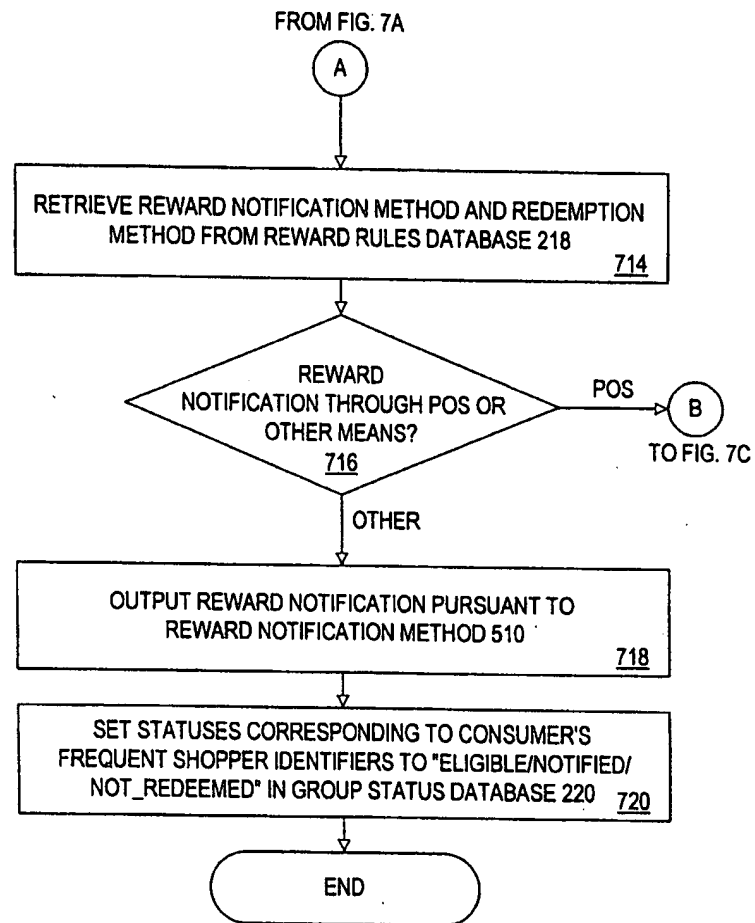 FROM FIG. 7A
A
RETRIEVE REWARD NOTIFICATION METHOD AND REDEMPTION
METHOD FROM REWARD RULES DATABASE 218
714
REWARD
NOTIFICATION THROUGH POS OR
OTHER MEANS?
716
POS
B
TO FIG. 7C
OTHER
OUTPUT REWARD NOTIFICATION PURSUANT TO
REWARD NOTIFICATION METHOD 510
718
SET STATUSES CORRESPONDING TO CONSUMER'S
FREQUENT SHOPPER IDENTIFIERS TO "ELIGIBLE/NOTIFIED/
NOT_REDEEMED" IN GROUP STATUS DATABASE 220
720
END